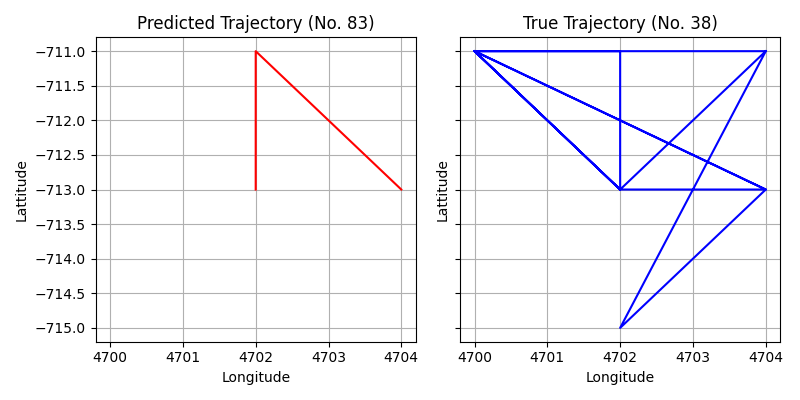 Predicted Trajectory (No. 83)
True Trajectory (No. 38)
−711.0
−711.5
−712.0
−712.5
−713.0
−713.5
−714.0
−714.5
−715.0
Lattitude
Lattitude
4700 4701 4702 4703 4704
4700 4701 4702 4703 4704
Longitude
Longitude